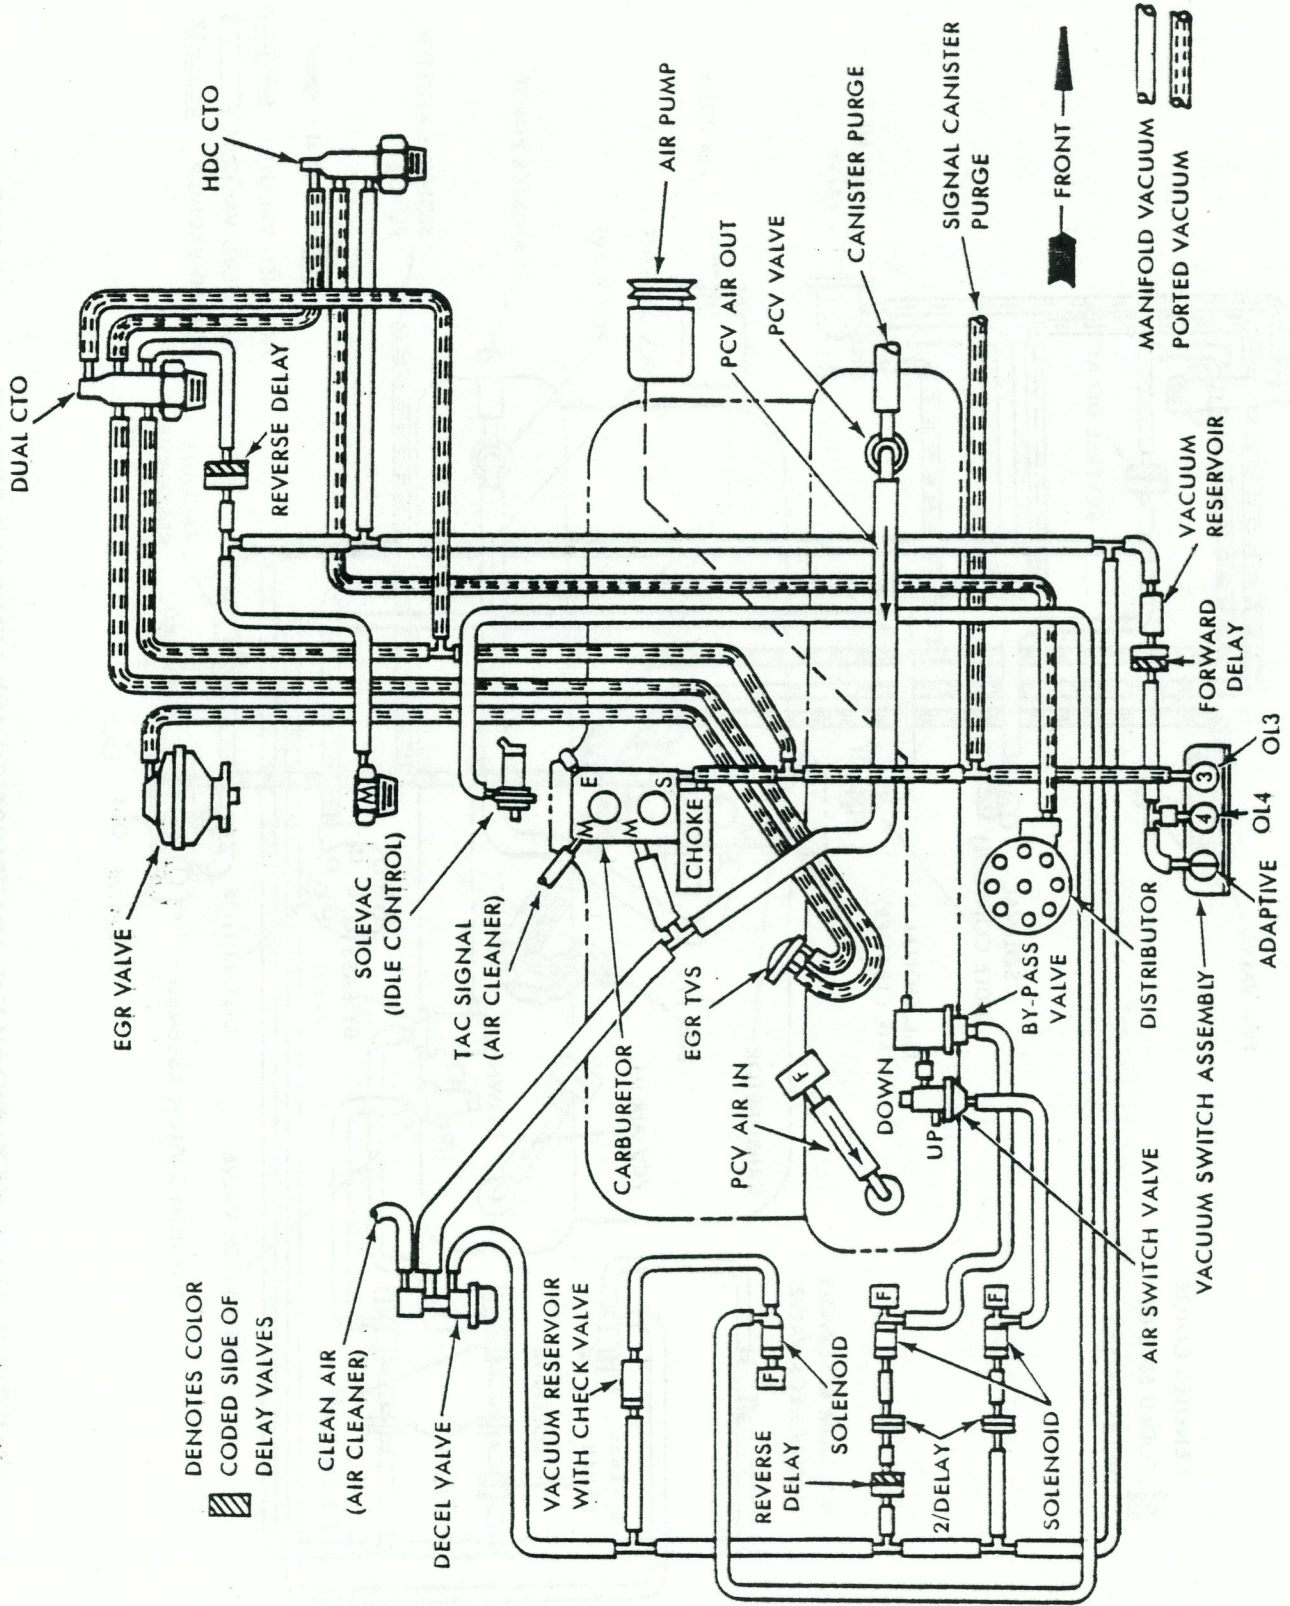 DUAL CTO
HDC CTO
EGR VALVE
REVERSE DELAY
SOLEVAC
(IDLE CONTROL)
TAC SIGNAL
(AIR CLEANER)
AIR PUMP
PCV AIR OUT
PCV VALVE
CANISTER PURGE
SIGNAL CANISTER
PURGE
FRONT
MANIFOLD VACUUM
PORTED VACUUM
DENOTES COLOR
CODED SIDE OF
DELAY VALVES
CLEAN AIR
(AIR CLEANER)
DECEL VALVE
CARBURETOR
M
M
E
S
CHOKE
EGR TVS
PCV AIR IN
F
VACUUM RESERVOIR
WITH CHECK VALVE
REVERSE
DELAY
SOLENOID
F
2/DELAY
SOLENOID
F
F
DOWN
UP
BY-PASS
VALVE
AIR SWITCH VALVE
DISTRIBUTOR
VACUUM SWITCH ASSEMBLY
ADAPTIVE
OL4
OL3
4
3
FORWARD
DELAY
VACUUM
RESERVOIR